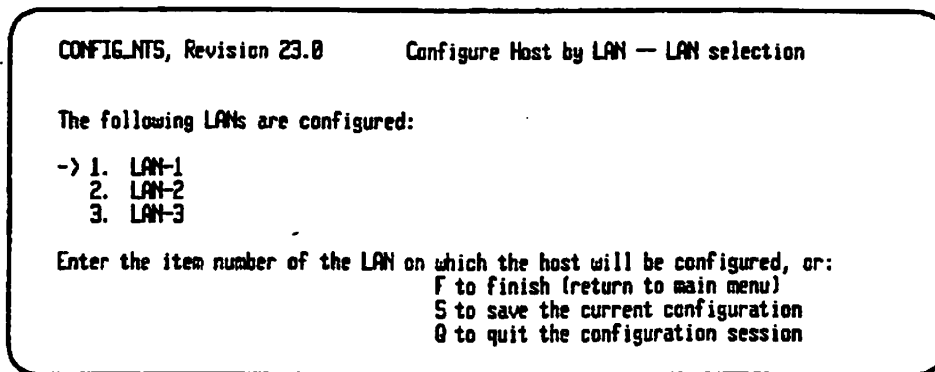 CONFIG_NTS, Revision 23.0 Configure Host by LAN — LAN selection
The following LANs are configured:
-> 1. LAN-1
2. LAN-2
3. LAN-3
Enter the item number of the LAN on which the host will be configured, or:
F to finish (return to main menu)
S to save the current configuration
Q to quit the configuration session